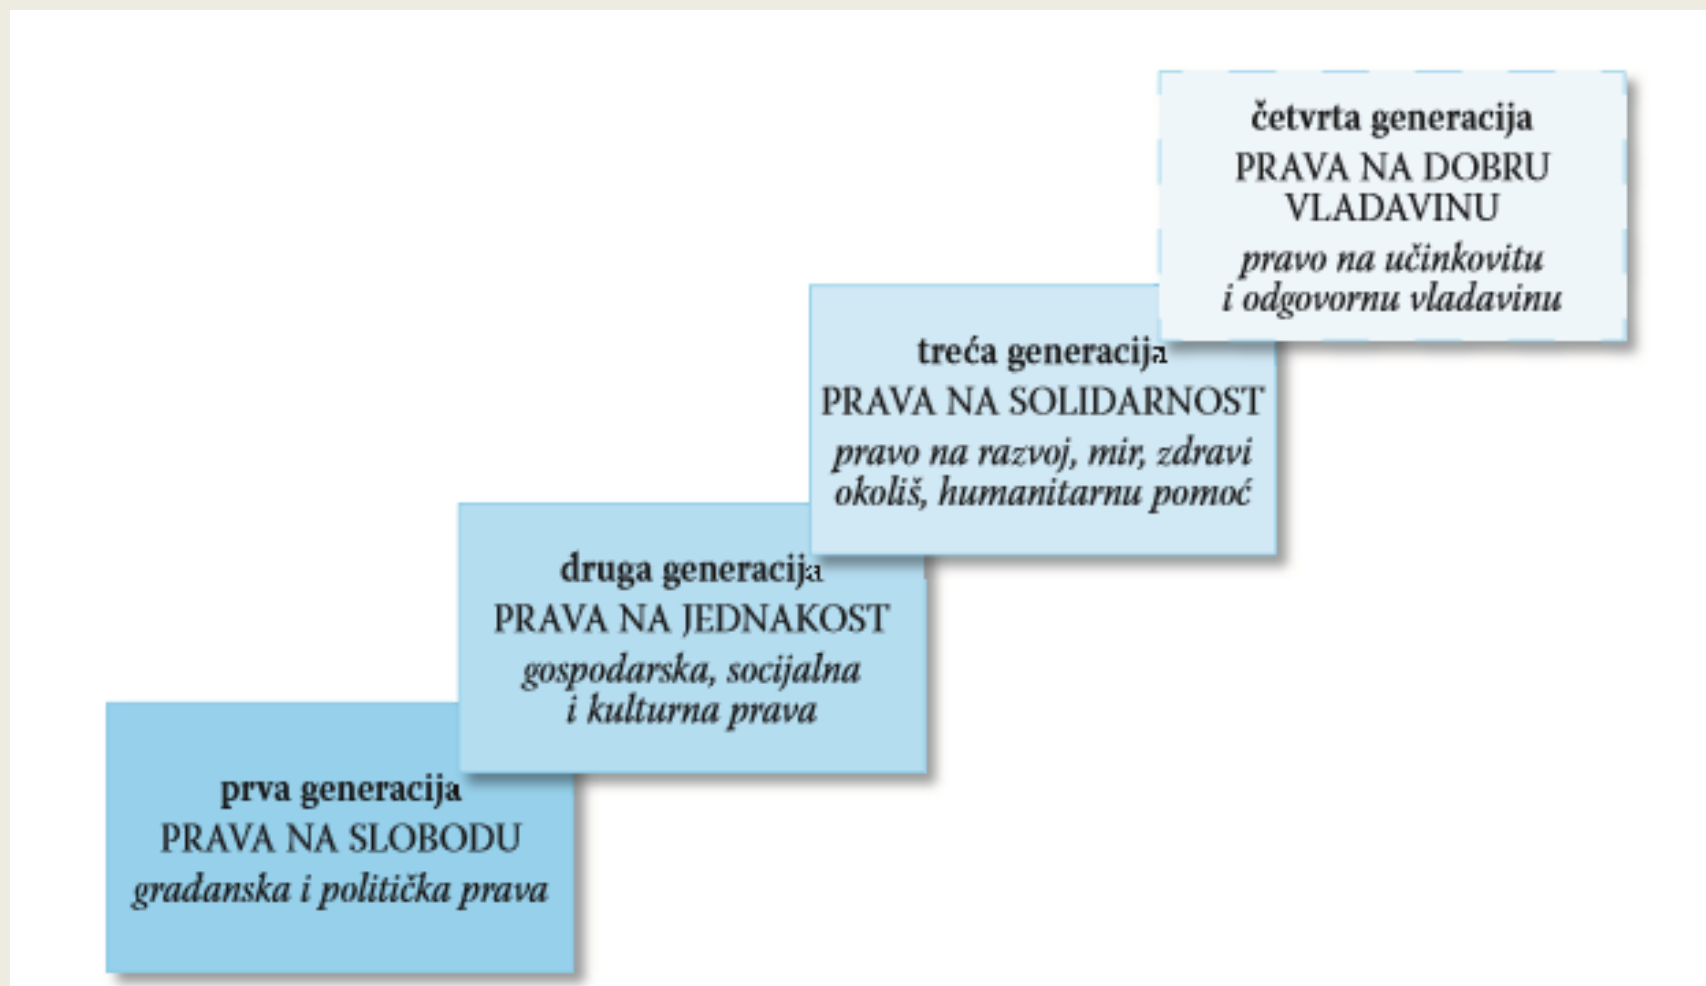 četvrta generacija
PRAVA NA DOBRU
VLADAVINU
pravo na učinkovitu
i odgovornu vladavinu
treća generacija
PRAVA NA SOLIDARNOST
pravo na razvoj, mir, zdravi
okoliš, humanitarnu pomoć
druga generacija
PRAVA NA JEDNAKOST
gospodarska, socijalna
i kulturna prava
prva generacija
PRAVA NA SLOBODU
građanska i politička prava